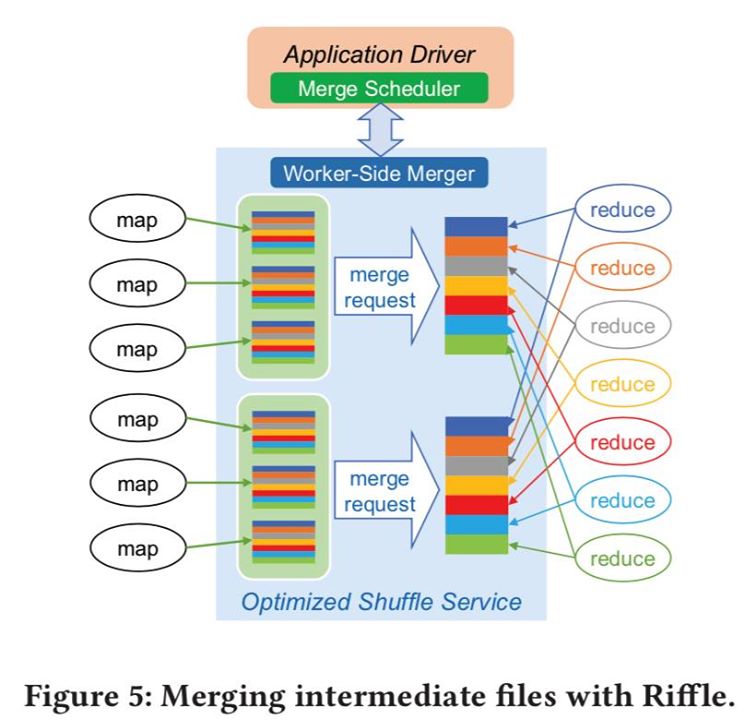 Application Driver
Merge Scheduler
Worker-Side Merger
map
map
map
map
map
map
merge
request
merge
request
reduce
reduce
reduce
reduce
reduce
reduce
reduce
Optimized Shuffle Service
Figure 5: Merging intermediate files with Riffle.